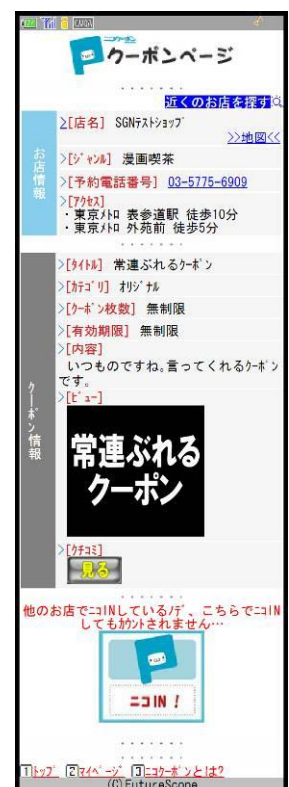 ニコクーポン
クーポンページ
近くのお店を探す
お店情報
>[店名] SGNﾃｽﾄｼｮｯﾌﾟ
>>地図<<
>[ｼﾞｬﾝﾙ] 漫画喫茶
>[予約電話番号] 03-5775-6909
>[ｱｸｾｽ]
・東京ﾒﾄﾛ 表参道駅 徒歩10分
・東京ﾒﾄﾛ 外苑前 徒歩5分
クーポン情報
>[ﾀｲﾄﾙ] 常連ぶれるｸｰﾎﾟﾝ
>[ｶﾃｺﾞﾘ] ｵﾘｼﾞﾅﾙ
>[ｸｰﾎﾟﾝ枚数] 無制限
>[有効期限] 無制限
>[内容]
いつものですね｡言ってくれるｸｰﾎﾟﾝ
です。
>[ﾋﾞｭｰ]
常連ぶれる
クーポン
>[ｸﾁｺﾐ]
見る
他のお店でﾆｺINしているﾉﾃﾞ、こちらでﾆｺIN
してもｶｳﾝﾄされません…
ニコIN !
1ﾄｯﾌﾟ 2ﾏｲﾍﾟｰｼﾞ 3ﾆｺｸｰﾎﾟﾝとは?
(C)FutureScope